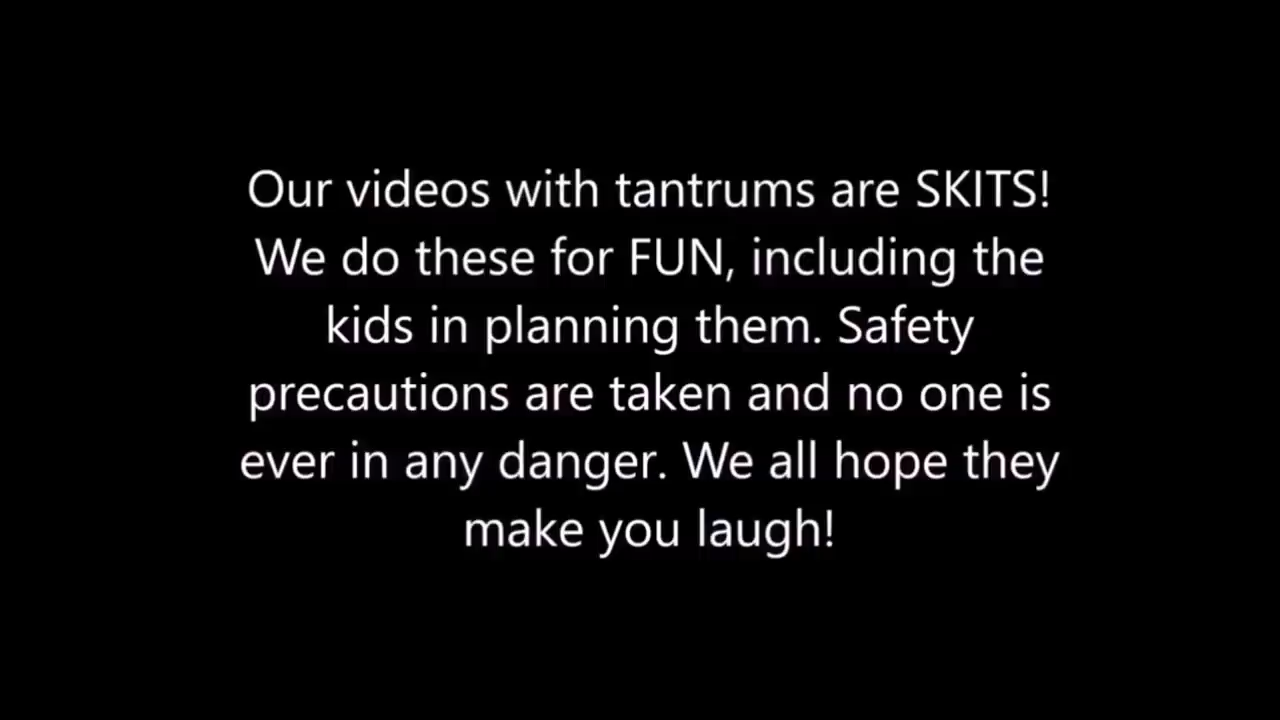 Our videos with tantrums are SKITS!
We do these for FUN, including the
kids in planning them. Safety
precautions are taken and no one is
ever in any danger. We all hope they
make you laugh!